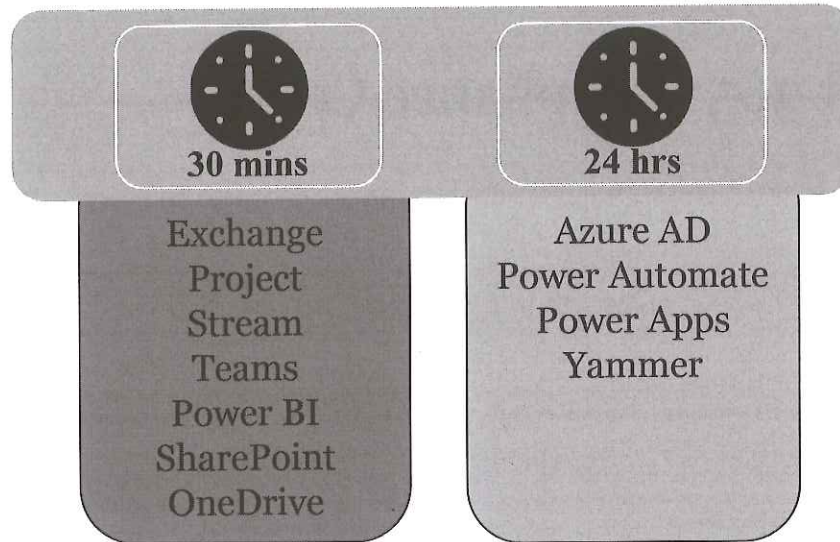 30 mins
Exchange
Project
Stream
Teams
Power BI
SharePoint
OneDrive
24 hrs
Azure AD
Power Automate
Power Apps
Yammer